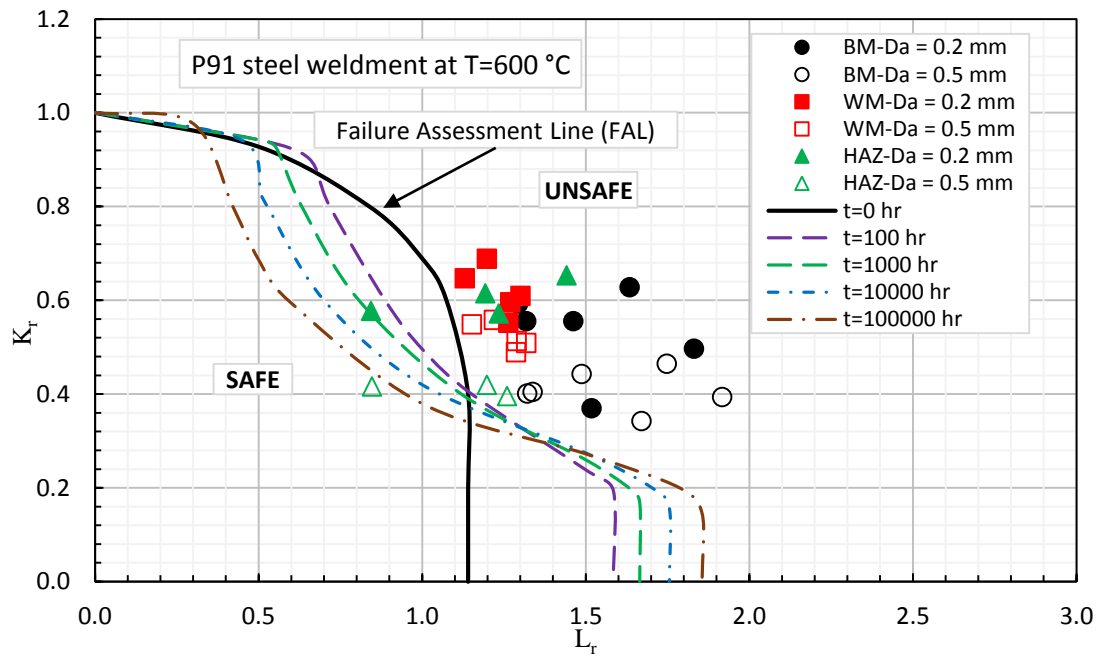 1.2
1.0
0.8
0.6
0.4
0.2
0.0
K_r
P91 steel weldment at T=600 °C
Failure Assessment Line (FAL)
UNSAFE
SAFE
BM-Da = 0.2 mm
BM-Da = 0.5 mm
WM-Da = 0.2 mm
WM-Da = 0.5 mm
HAZ-Da = 0.2 mm
HAZ-Da = 0.5 mm
t=0 hr
t=100 hr
t=1000 hr
t=10000 hr
t=100000 hr
0.0 0.5 1.0 1.5 2.0 2.5 3.0
L_r